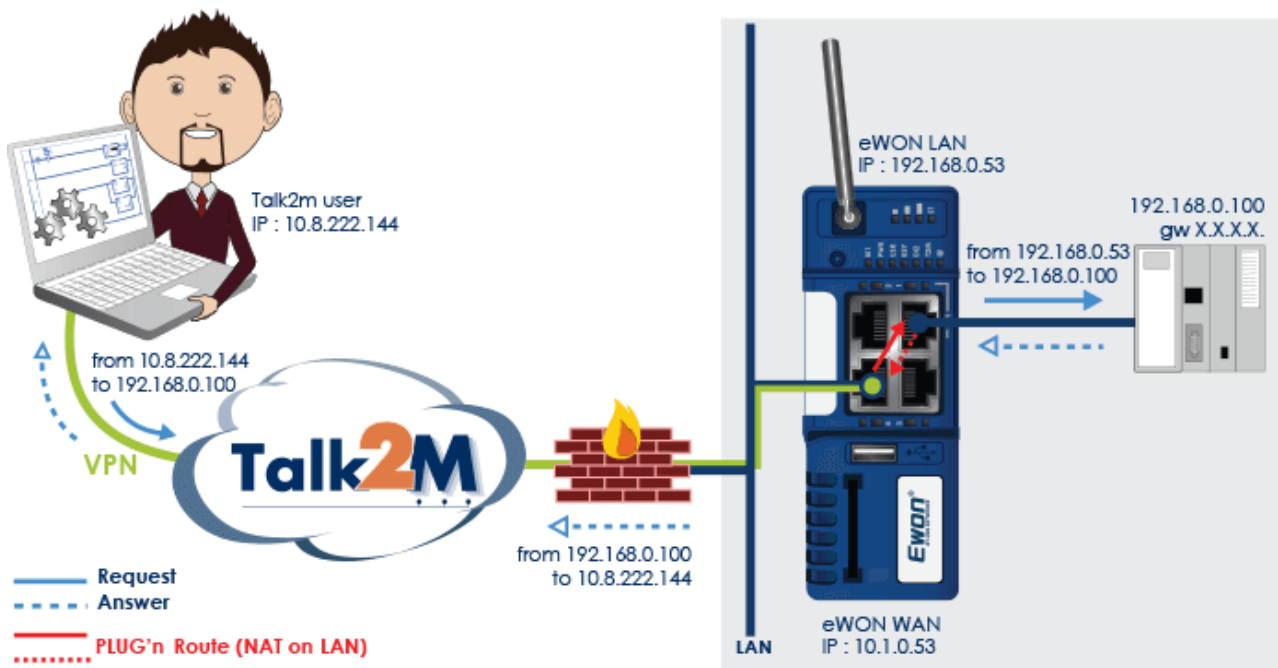 eWON LAN
IP : 192.168.0.53
Talk2m user
IP : 10.8.222.144
192.168.0.100
gw X.X.X.X.
from 192.168.0.53
to 192.168.0.100
from 10.8.222.144
to 192.168.0.100
VPN
Talk2M
Ewon®
from 192.168.0.100
to 10.8.222.144
Request
Answer
PLUG'n Route (NAT on LAN)
LAN
eWON WAN
IP : 10.1.0.53